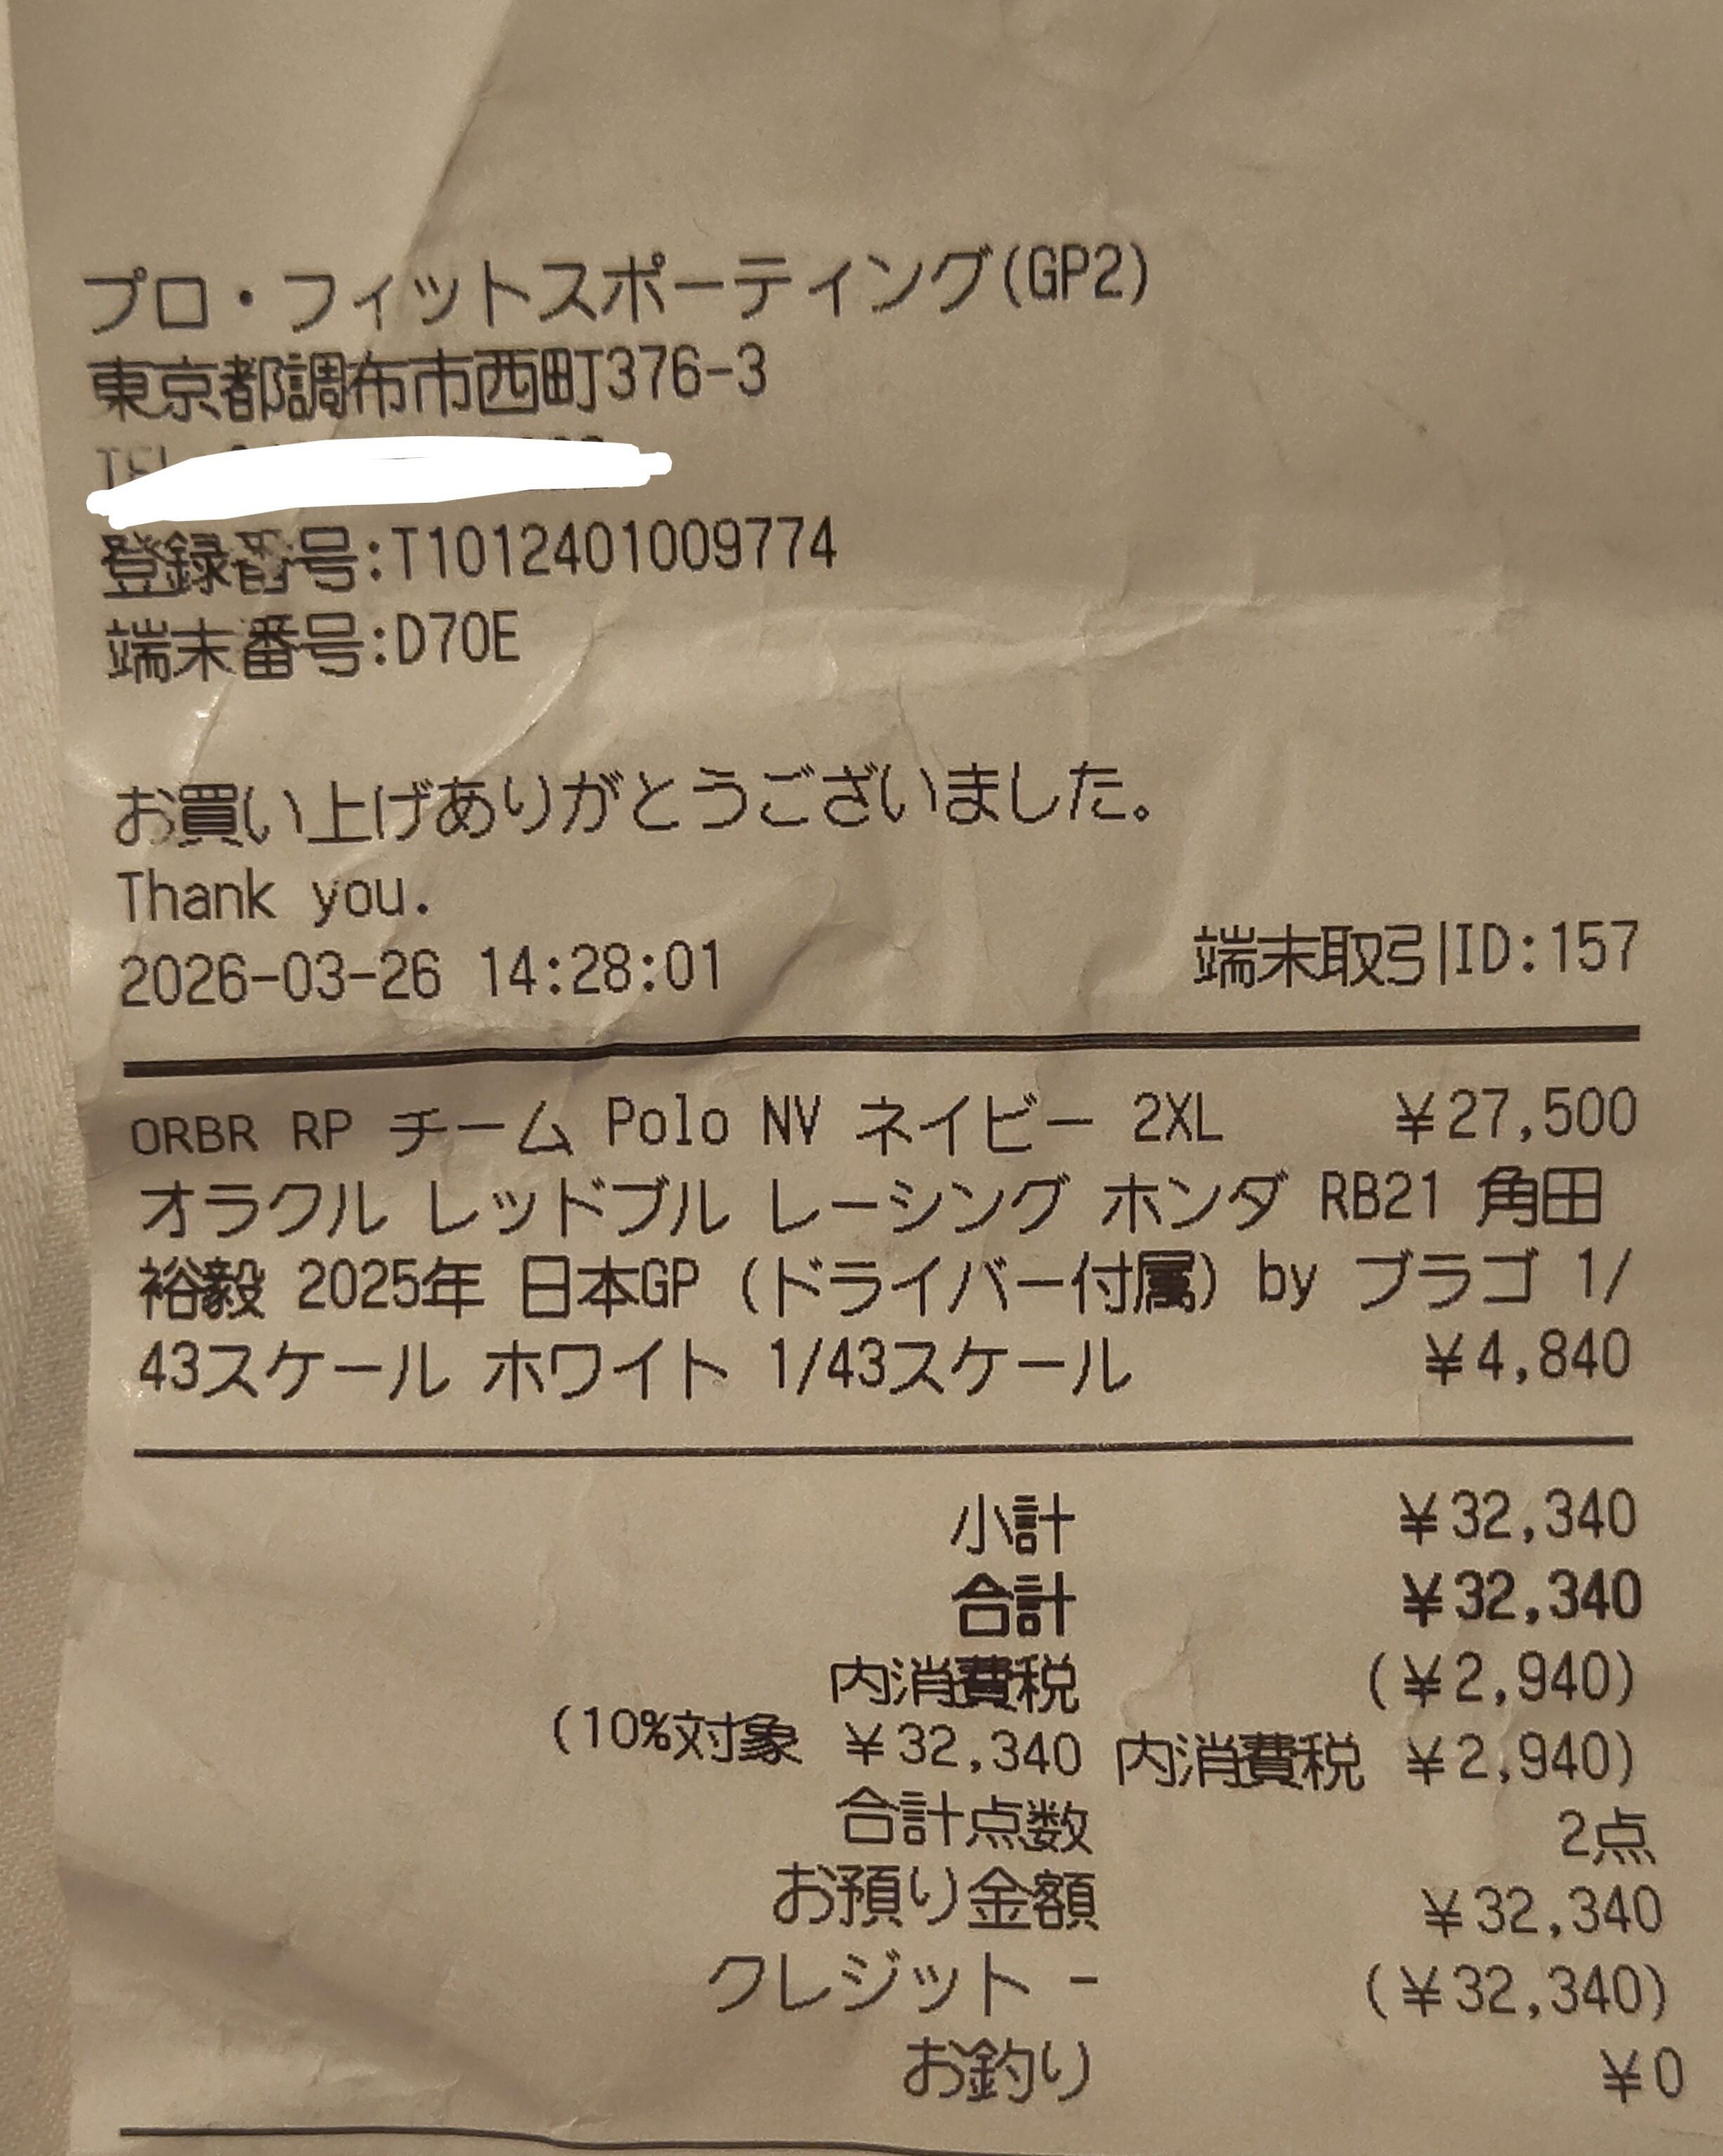 プロ・フィットスポーティング(GP2)
東京都調布市西町376-3
TEL
登録番号:T1012401009774
端末番号:D70E
お買い上げありがとうございました。
Thank you.
2026-03-26 14:28:01 端末取引ID:157
ORBR RP チーム Polo NV ネイビー 2XL ¥27,500
オラクル レッドブル レーシング ホンダ RB21 角田
裕毅 2025年 日本GP (ドライバー付属) by ブラゴ 1/
43スケール ホワイト 1/43スケール ¥4,840
小計 ¥32,340
合計 ¥32,340
内消費税 (¥2,940)
(10%対象 ¥32,340 内消費税 ¥2,940)
合計点数 2点
お預り金額 ¥32,340
クレジット - (¥32,340)
お釣り ¥0